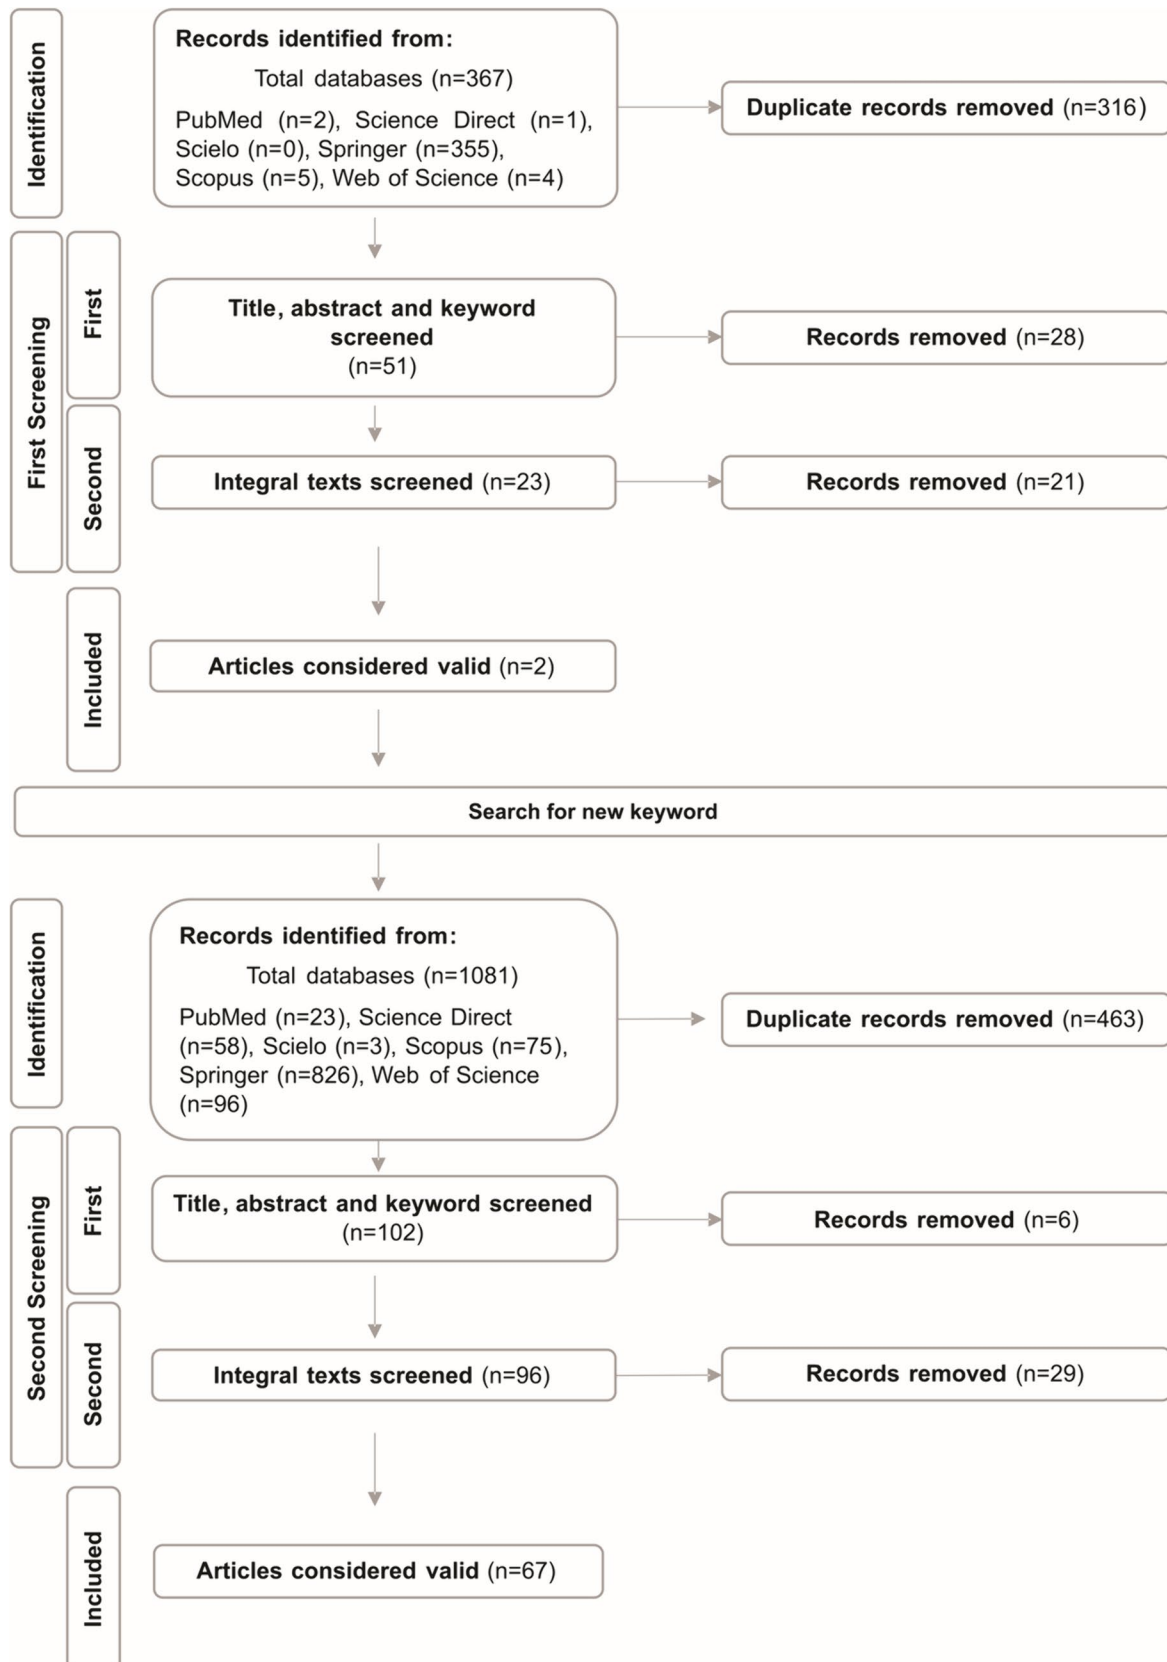 Identification
Records identified from:
Total databases (n=367)
PubMed (n=2), Science Direct (n=1),
Scielo (n=0), Springer (n=355),
Scopus (n=5), Web of Science (n=4)
Duplicate records removed (n=316)
First Screening
First
Title, abstract and keyword
screened
(n=51)
Records removed (n=28)
Second
Integral texts screened (n=23)
Records removed (n=21)
Included
Articles considered valid (n=2)
Search for new keyword
Identification
Records identified from:
Total databases (n=1081)
PubMed (n=23), Science Direct
(n=58), Scielo (n=3), Scopus (n=75),
Springer (n=826), Web of Science
(n=96)
Duplicate records removed (n=463)
Second Screening
First
Title, abstract and keyword screened
(n=102)
Records removed (n=6)
Second
Integral texts screened (n=96)
Records removed (n=29)
Included
Articles considered valid (n=67)